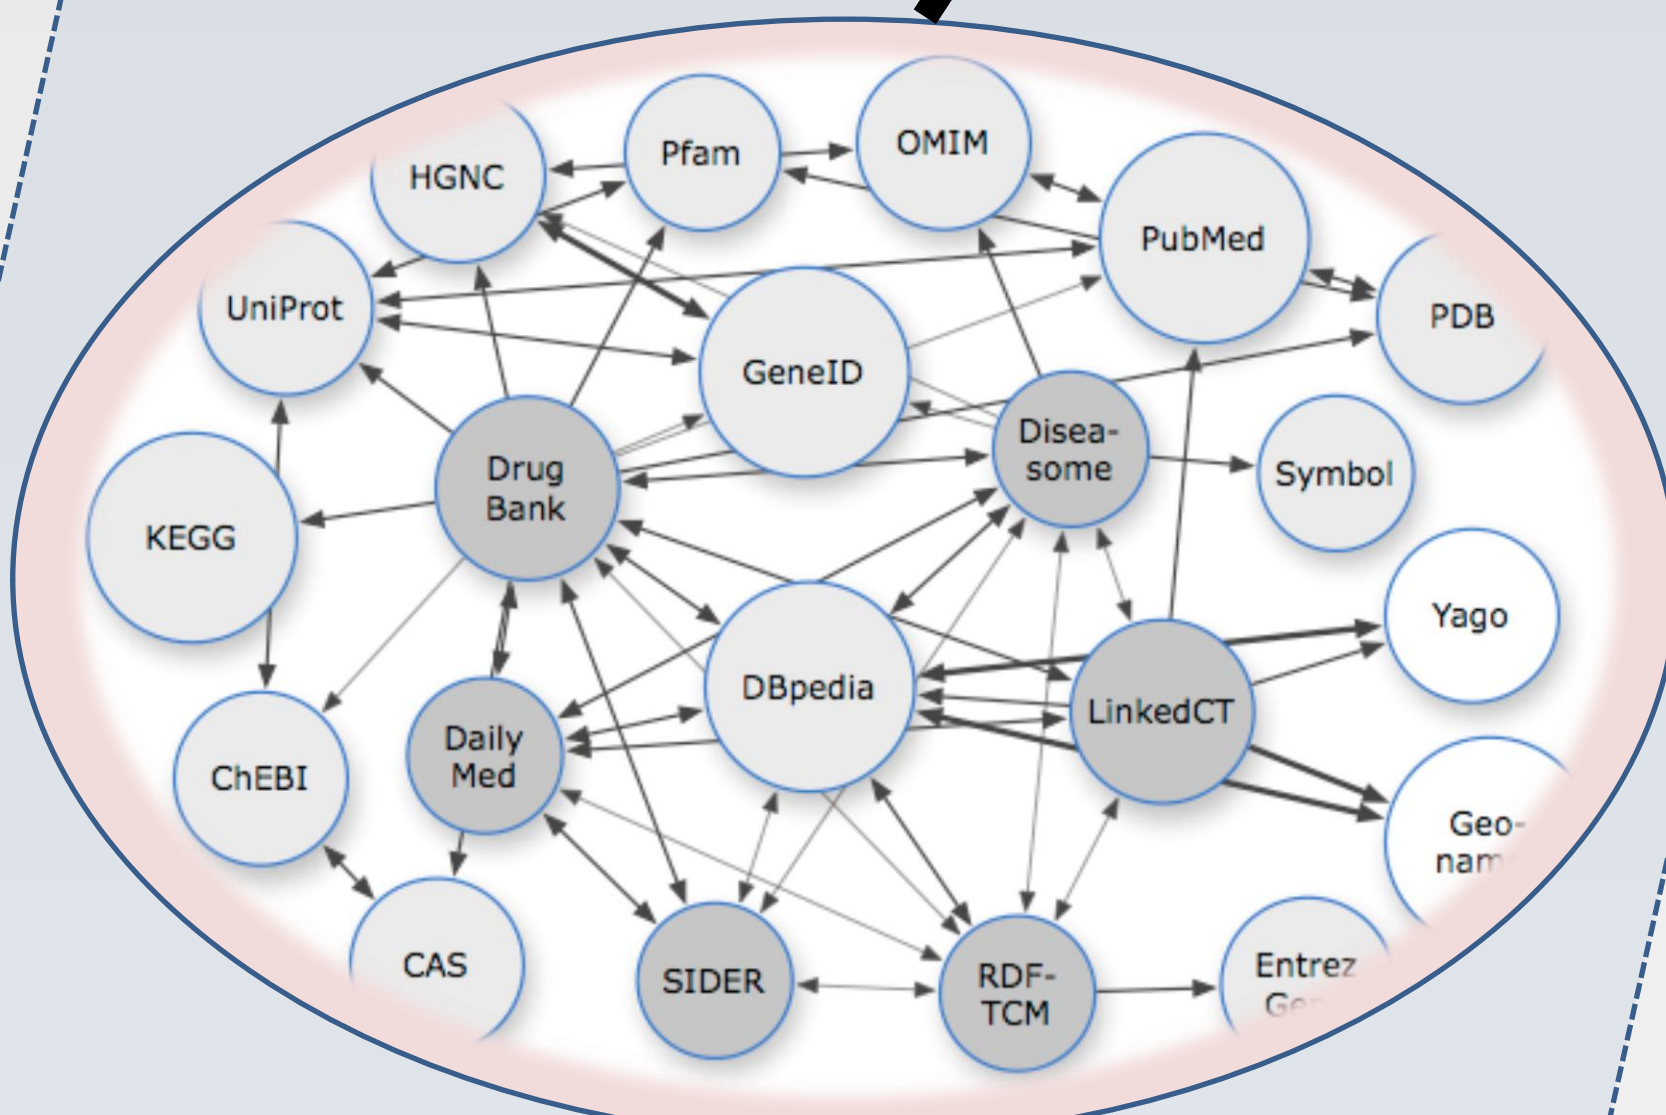 OMIM
Pfam
HGNC
PubMed
UniProt
PDB
GeneID
Disea-
some
Symbol
Drug
Bank
KEGG
Yago
DBpedia
LinkedCT
Daily
Med
ChEBI
Geo-
CAS
SIDER
RDF-
TCM
Entrez